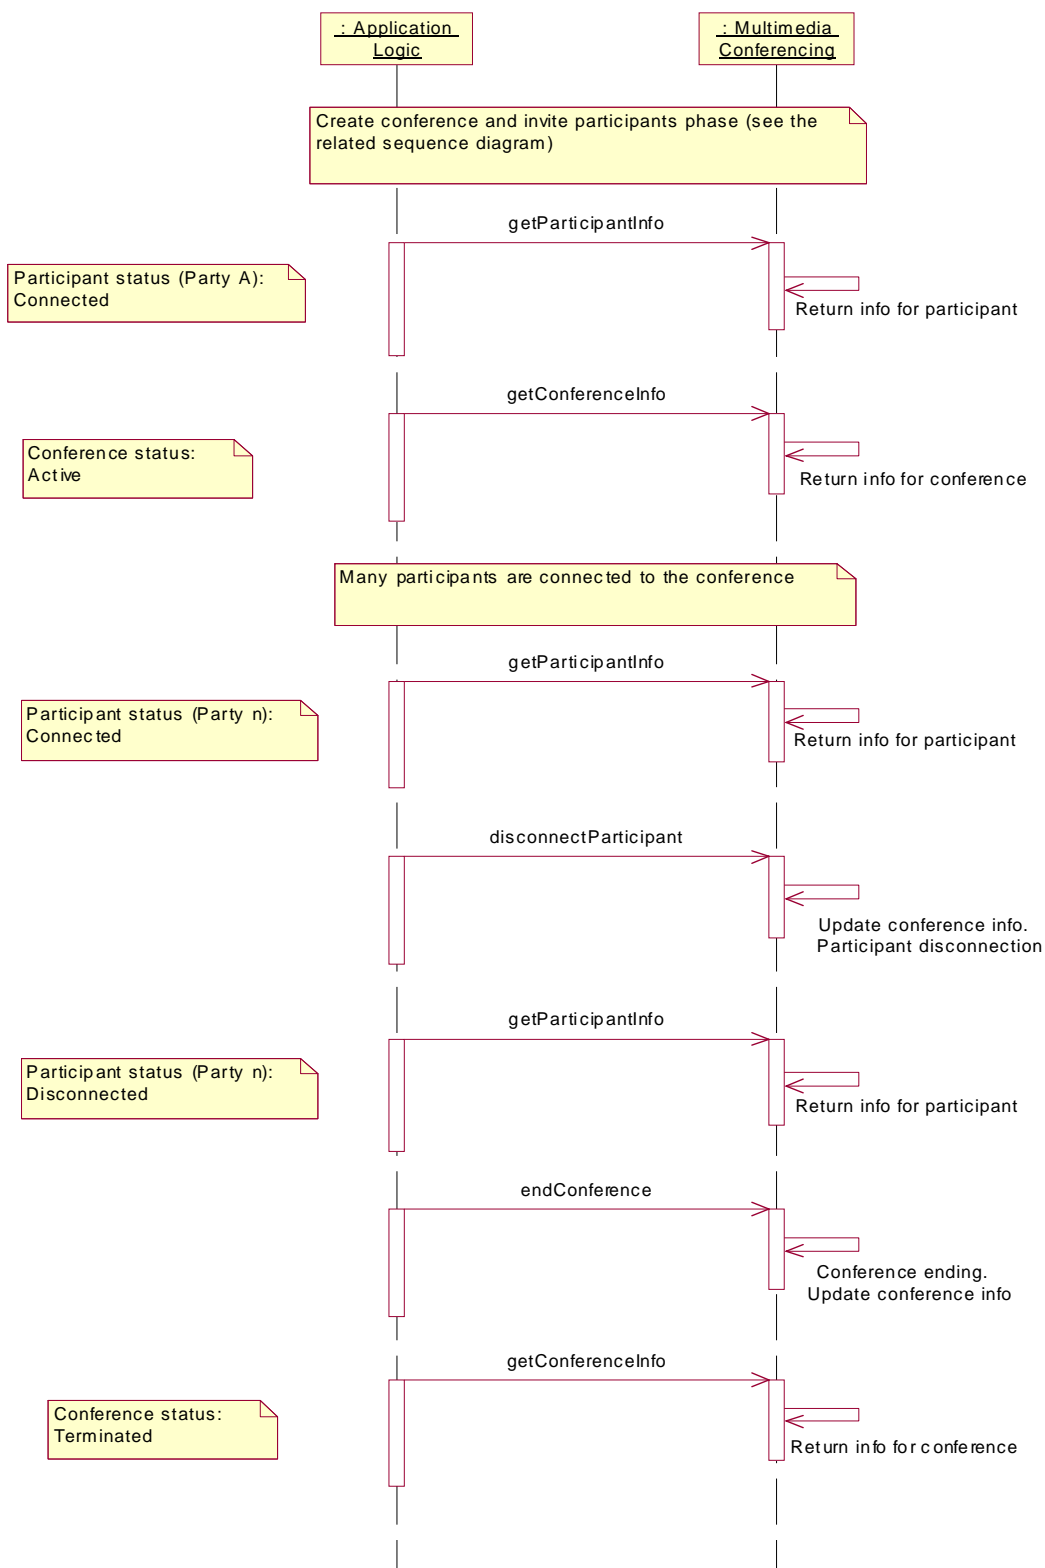 : Application
Logic
: Multimedia
Conferencing
Create conference and invite participants phase (see the
related sequence diagram)
getParticipantInfo
Participant status (Party A):
Connected
Return info for participant
getConferenceInfo
Conference status:
Active
Return info for conference
Many participants are connected to the conference
getParticipantInfo
Participant status (Party n):
Connected
Return info for participant
disconnectParticipant
Update conference info.
Participant disconnection
getParticipantInfo
Participant status (Party n):
Disconnected
Return info for participant
endConference
Conference ending.
Update conference info
getConferenceInfo
Conference status:
Terminated
Return info for conference